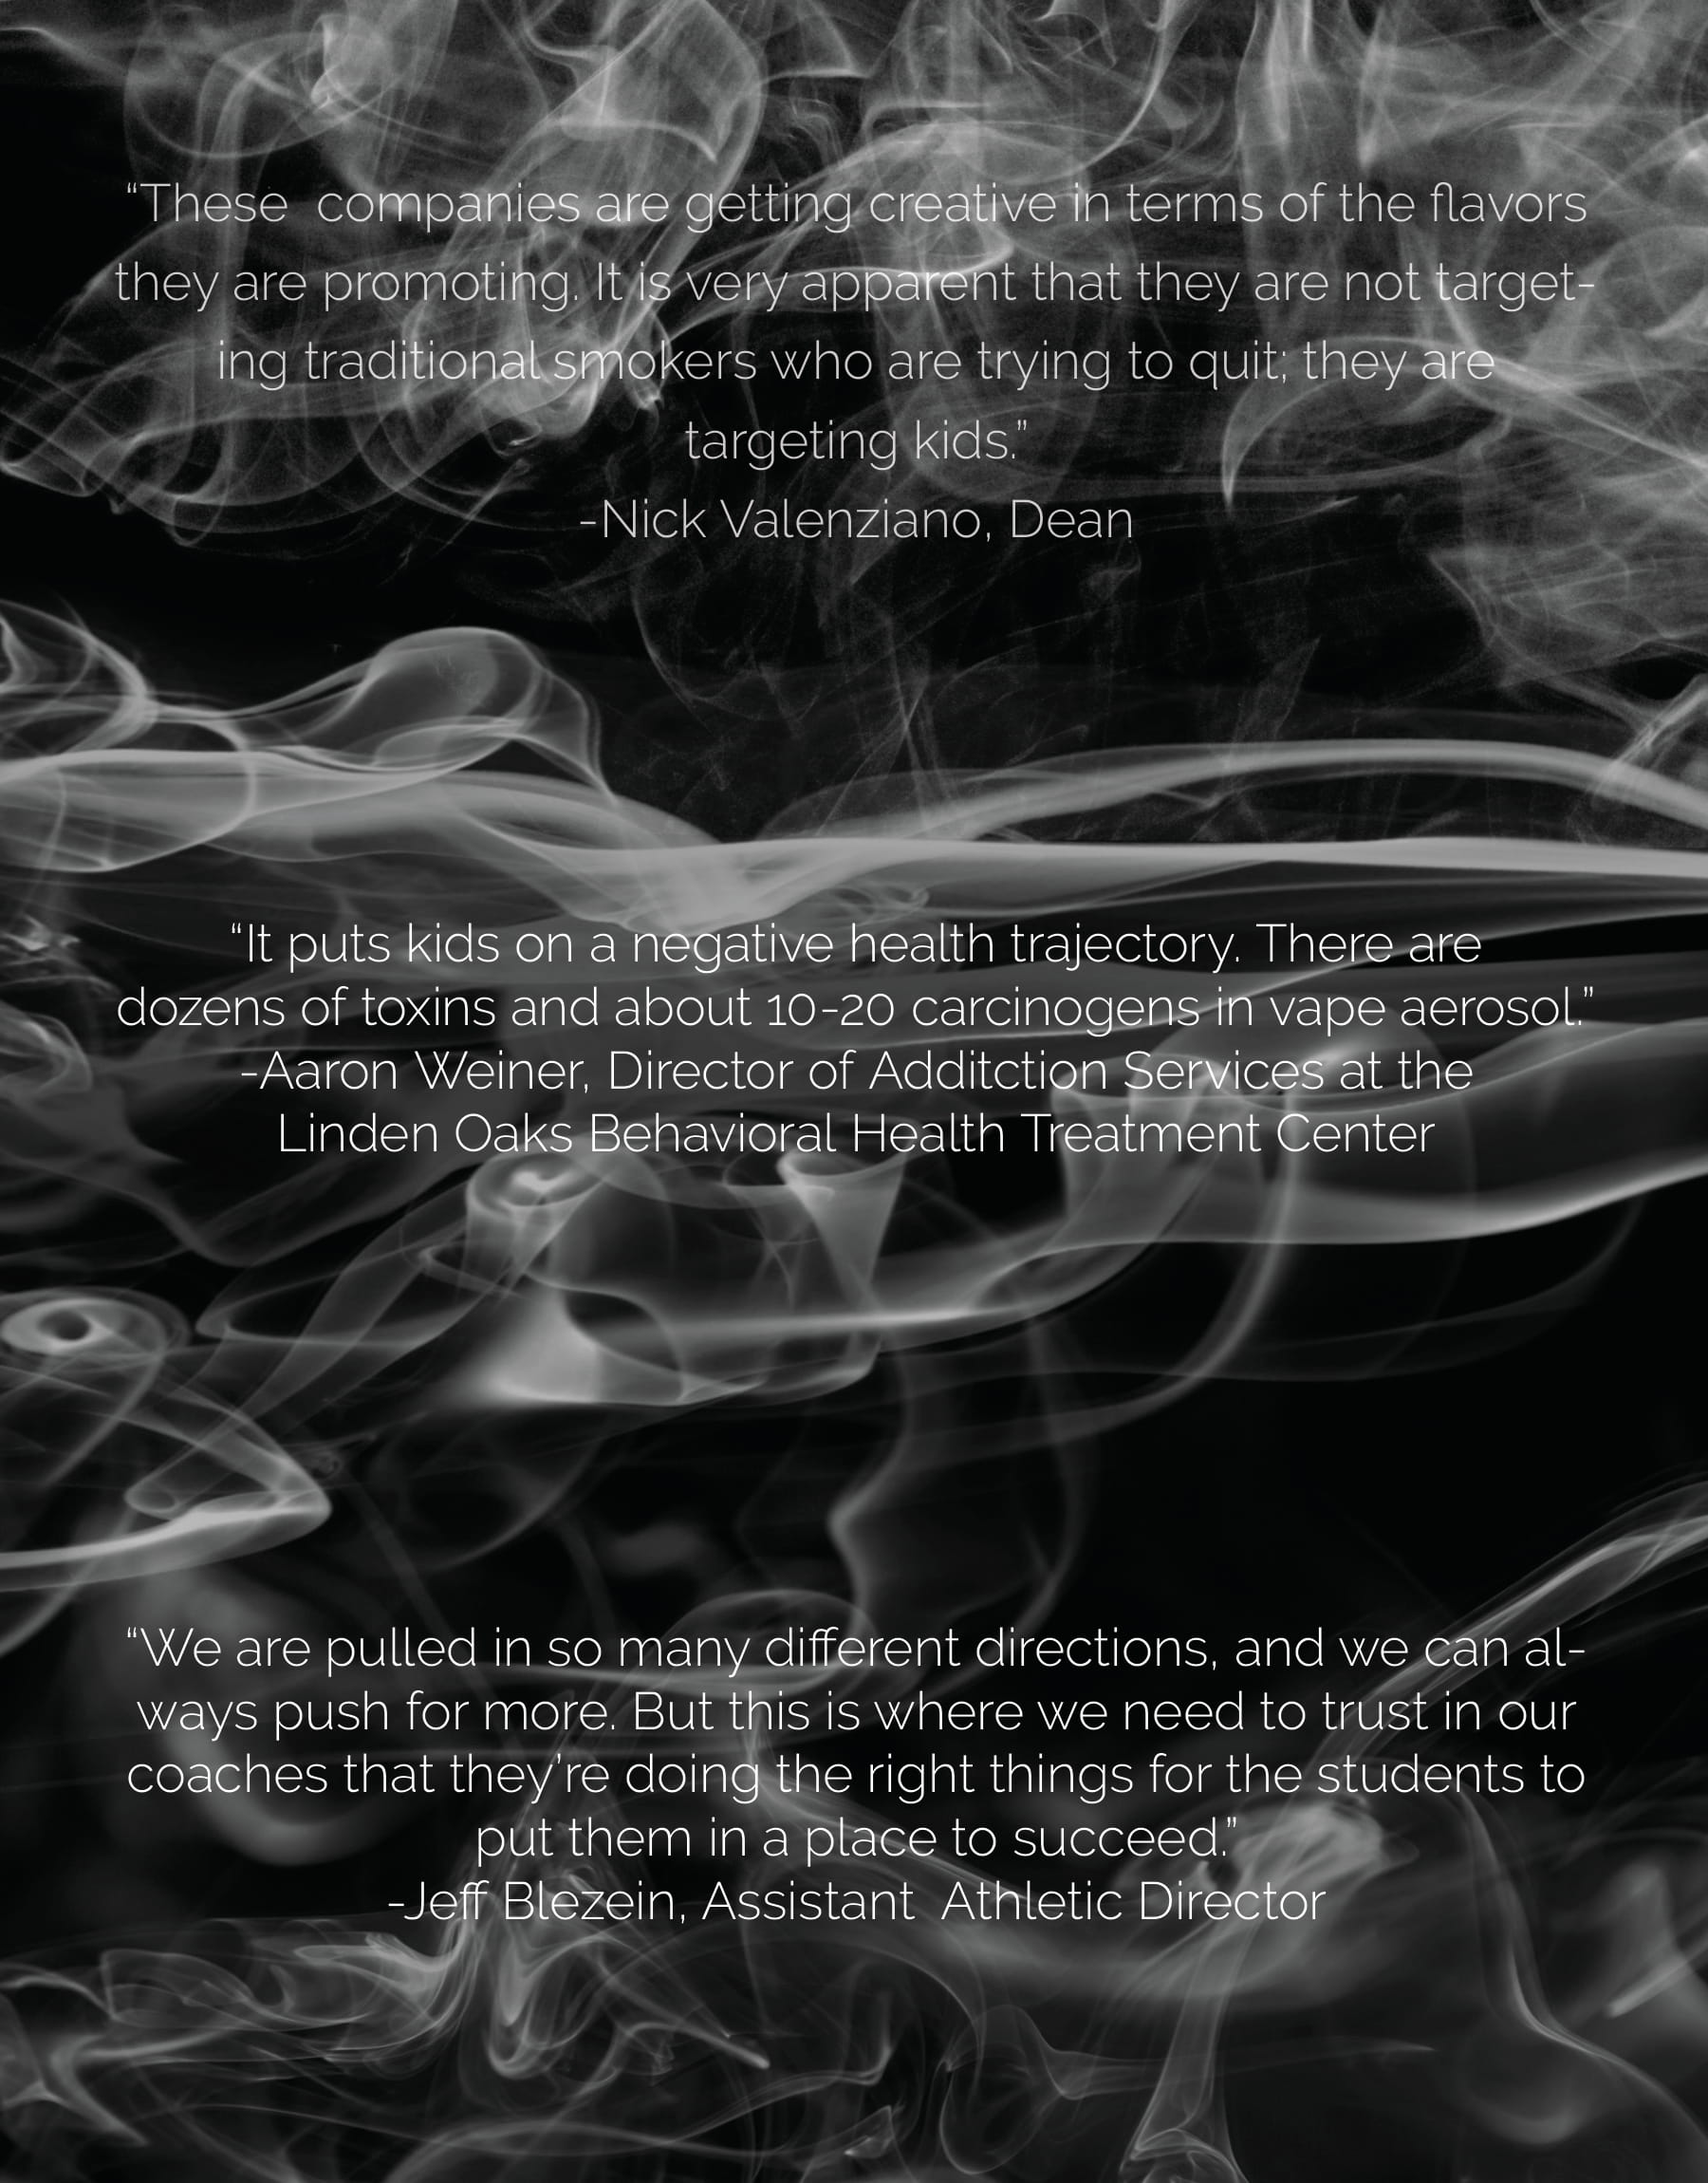 “These  companies are getting creative in terms of the flavors
they are promoting. It is very apparent that they are not target-
ing traditional smokers who are trying to quit; they are
targeting kids.”
-Nick Valenziano, Dean
“It puts kids on a negative health trajectory. There are
dozens of toxins and about 10-20 carcinogens in vape aerosol.”
-Aaron Weiner, Director of Additction Services at the
Linden Oaks Behavioral Health Treatment Center
“We are pulled in so many different directions, and we can al-
ways push for more. But this is where we need to trust in our
coaches that they’re doing the right things for the students to
put them in a place to succeed.”
-Jeff Blezein, Assistant  Athletic Director